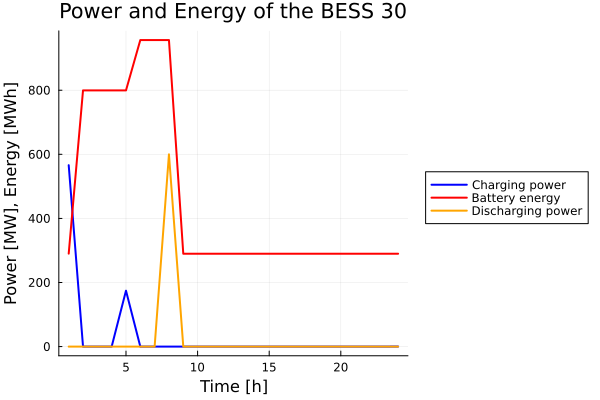 Power and Energy of the BESS 30
Power [MW], Energy [MWh]
800
600
400
200
0
5
10
15
20
Time [h]
Charging power
Battery energy
Discharging power